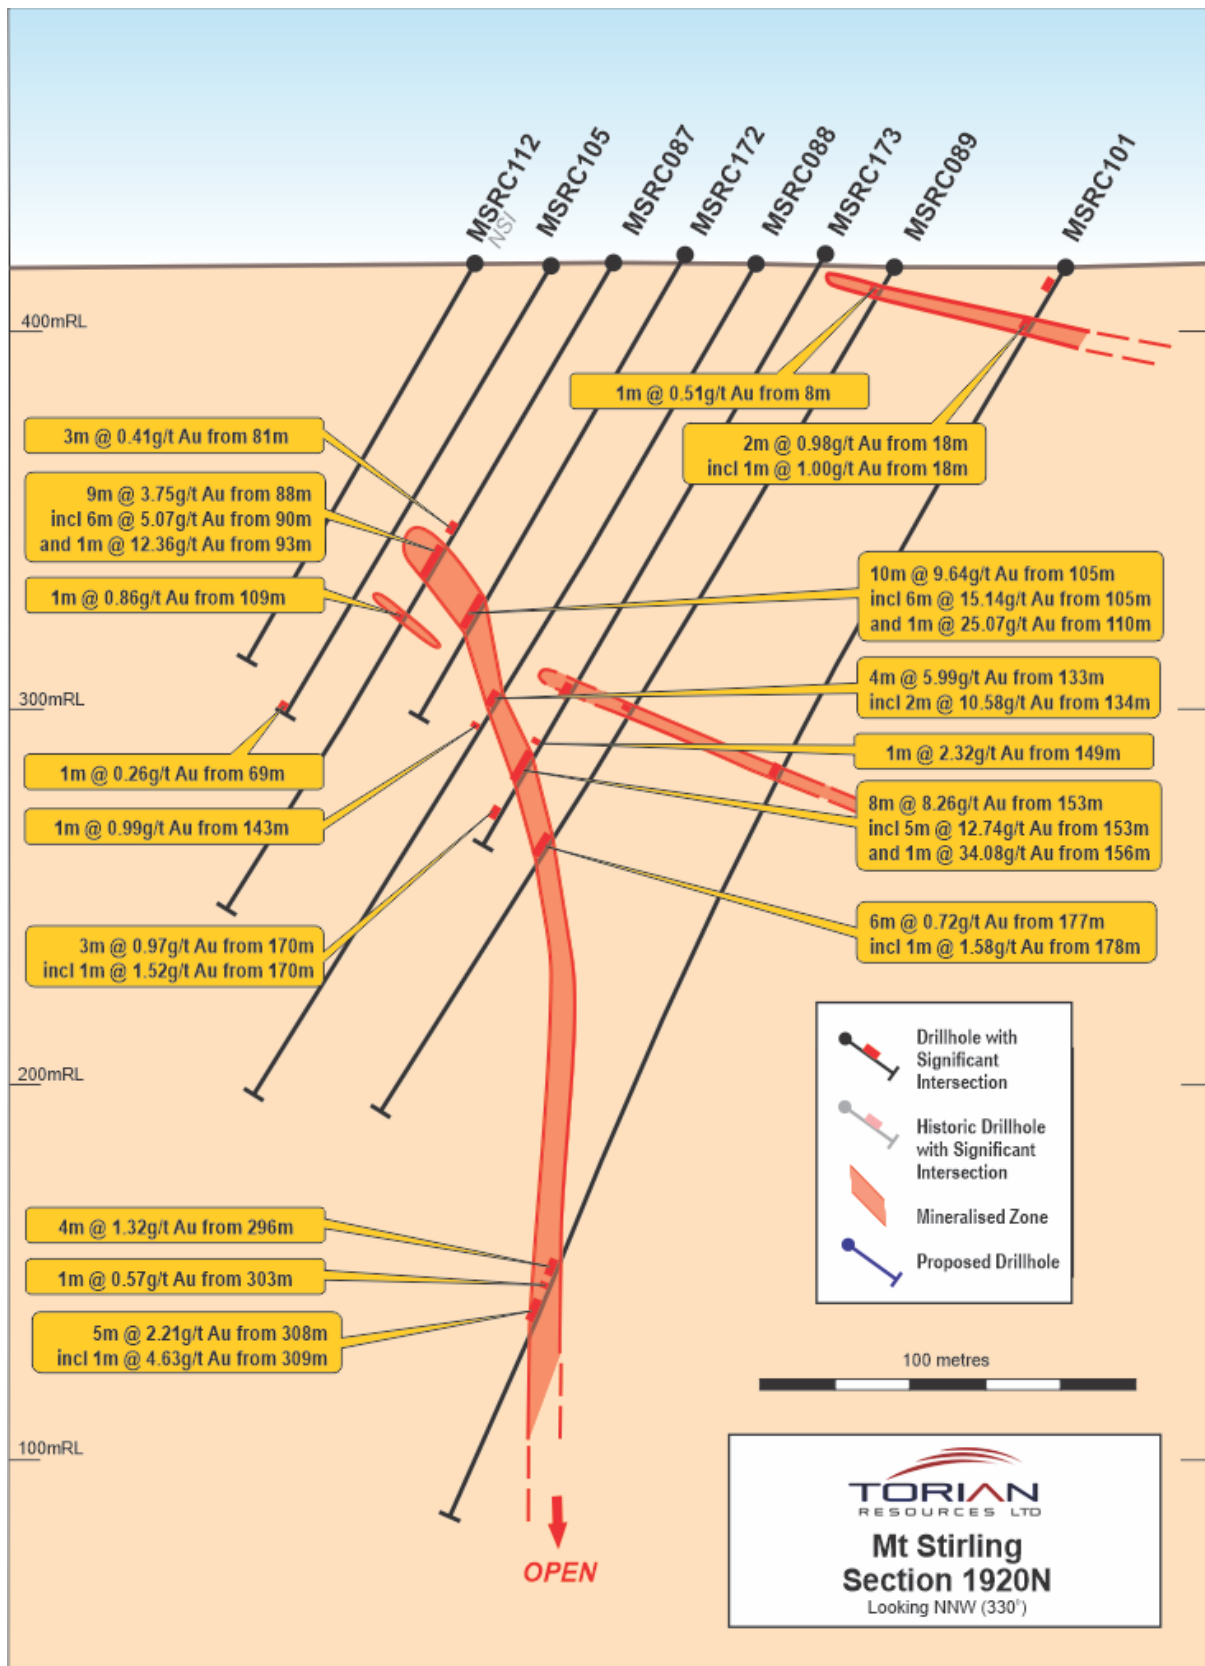 MSRC112
NSI
MSRC105
MSRC087
MSRC172
MSRC088
MSRC173
MSRC089
MSRC101
400mRL
1m @ 0.51g/t Au from 8m
2m @ 0.98g/t Au from 18m
incl 1m @ 1.00g/t Au from 18m
3m @ 0.41g/t Au from 81m
9m @ 3.75g/t Au from 88m
incl 6m @ 5.07g/t Au from 90m
and 1m @ 12.36g/t Au from 93m
1m @ 0.86g/t Au from 109m
10m @ 9.64g/t Au from 105m
incl 6m @ 15.14g/t Au from 105m
and 1m @ 25.07g/t Au from 110m
4m @ 5.99g/t Au from 133m
incl 2m @ 10.58g/t Au from 134m
300mRL
1m @ 2.32g/t Au from 149m
1m @ 0.26g/t Au from 69m
8m @ 8.26g/t Au from 153m
incl 5m @ 12.74g/t Au from 153m
and 1m @ 34.08g/t Au from 156m
1m @ 0.99g/t Au from 143m
6m @ 0.72g/t Au from 177m
incl 1m @ 1.58g/t Au from 178m
3m @ 0.97g/t Au from 170m
incl 1m @ 1.52g/t Au from 170m
200mRL
Drillhole with
Significant
Intersection
Historic Drillhole
with Significant
Intersection
Mineralised Zone
Proposed Drillhole
4m @ 1.32g/t Au from 296m
1m @ 0.57g/t Au from 303m
5m @ 2.21g/t Au from 308m
incl 1m @ 4.63g/t Au from 309m
100 metres
100mRL
OPEN
TORIAN
RESOURCES LTD
Mt Stirling
Section 1920N
Looking NNW (330°)